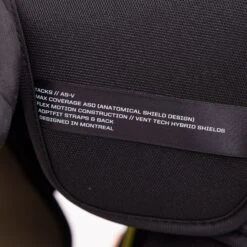 TACKS // AS-V
MAX COVERAGE ASD (ANATOMICAL SHIELD DESIGN)
FLEX MOTION CONSTRUCTION // VENT TECH HYBRID SHIELDS
ADPTFIT STRAPS & BACK
DESIGNED IN MONTREAL